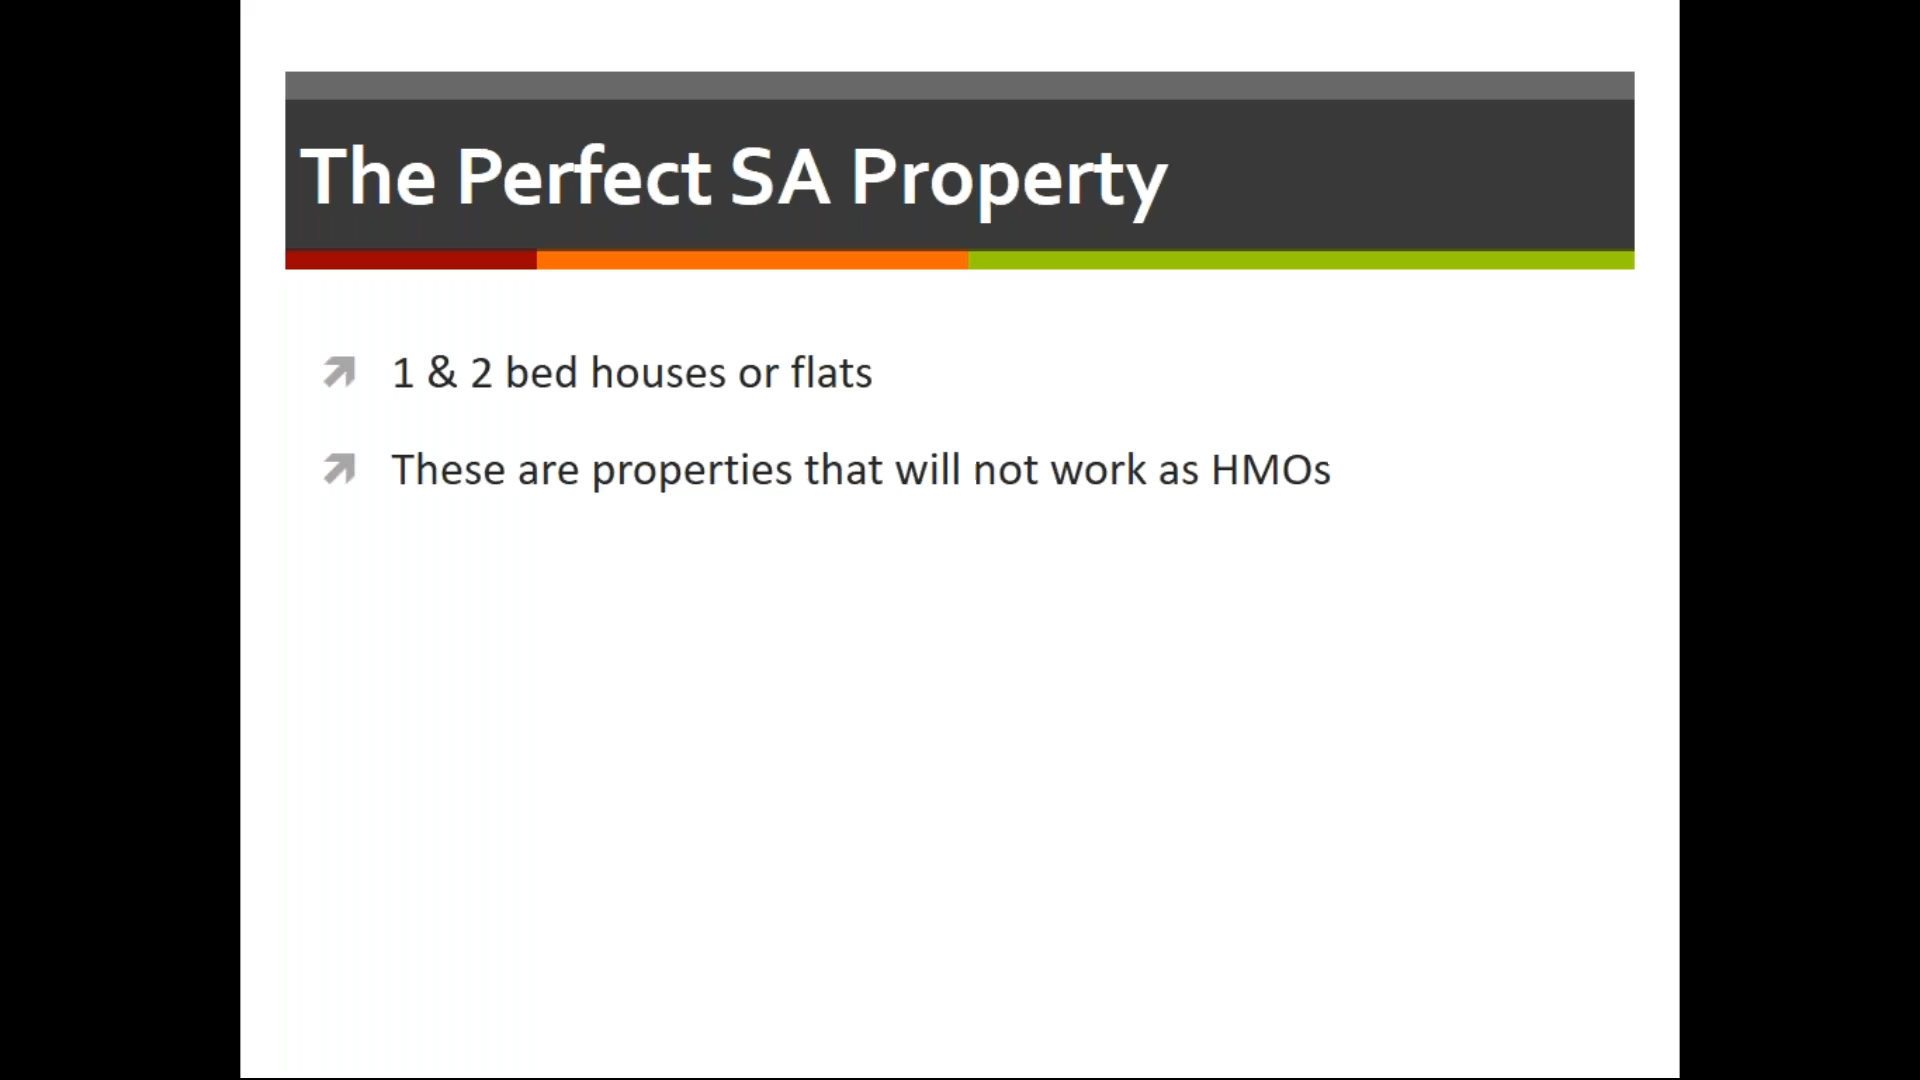 The Perfect SA Property
1 & 2 bed houses or flats
These are properties that will not work as HMOs